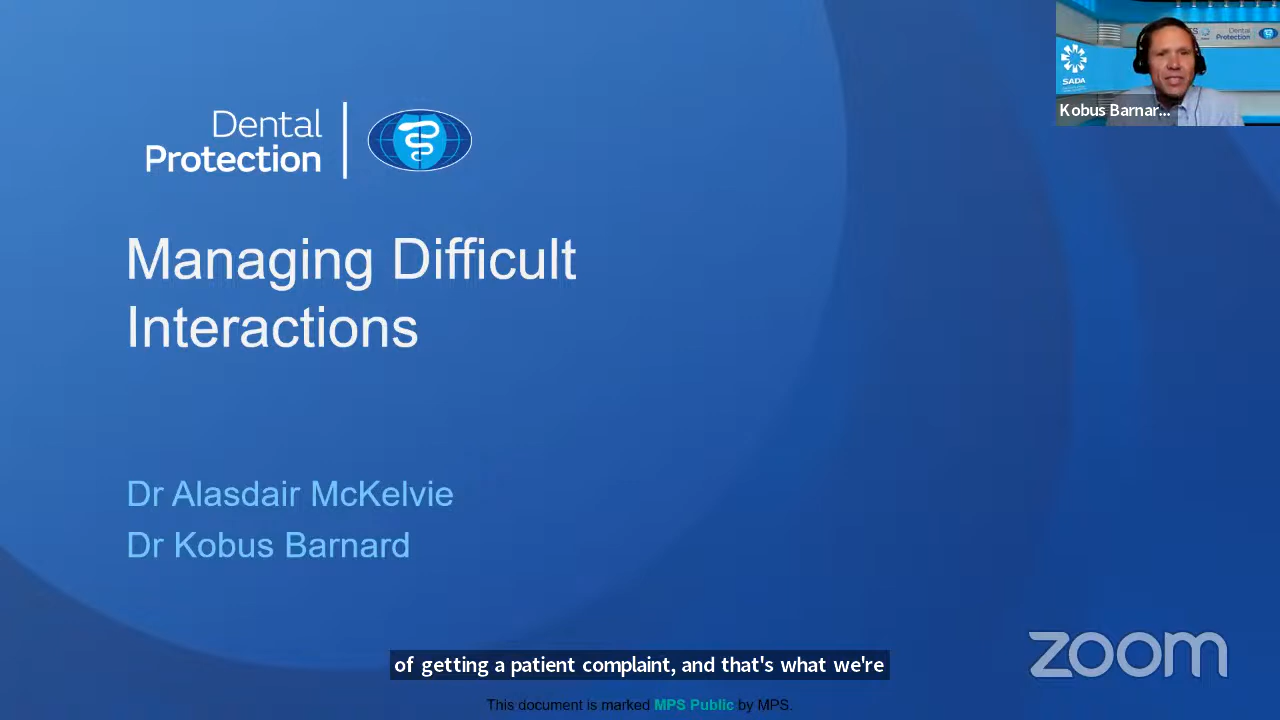 Dental
Protection
Managing Difficult
Interactions
Dr Alasdair McKelvie
Dr Kobus Barnard
SADA
Dental
Protection
Kobus Barnar...
of getting a patient complaint, and that's what we're
zoom
This document is marked MPS Public by MPS.